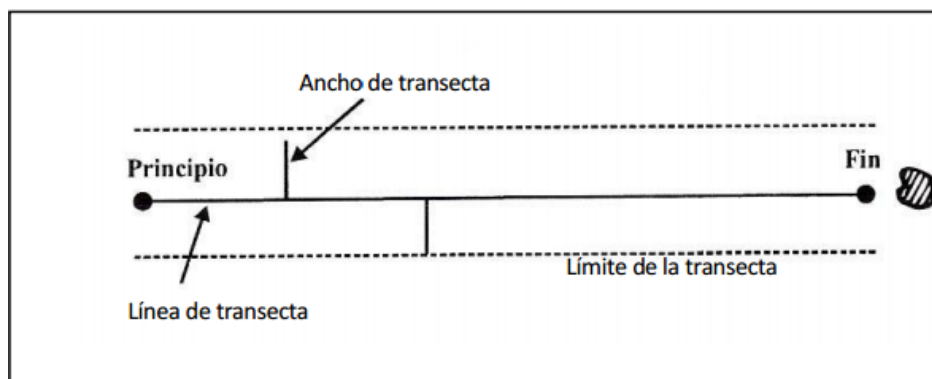 Ancho de transecta
Principio
Fin
Límite de la transecta
Línea de transecta